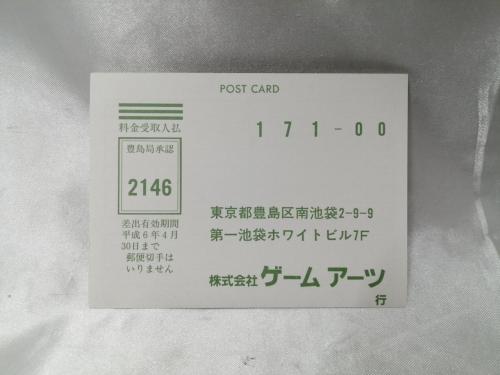 POST CARD
料金受取人払
豊島局承認
2146
差出有効期間
平成6年4月
30日まで
郵便切手は
いりません
171-00
東京都豊島区南池袋2-9-9
第一池袋ホワイトビル7F
株式会社 ゲーム アーツ
行